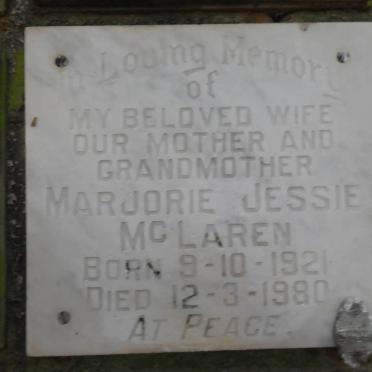 In Loving Memory
of
MY BELOVED WIFE
OUR MOTHER AND
GRANDMOTHER
MARJORIE JESSIE
MCLAREN
BORN 9-10-1921
DIED 12-3-1980
AT PEACE.